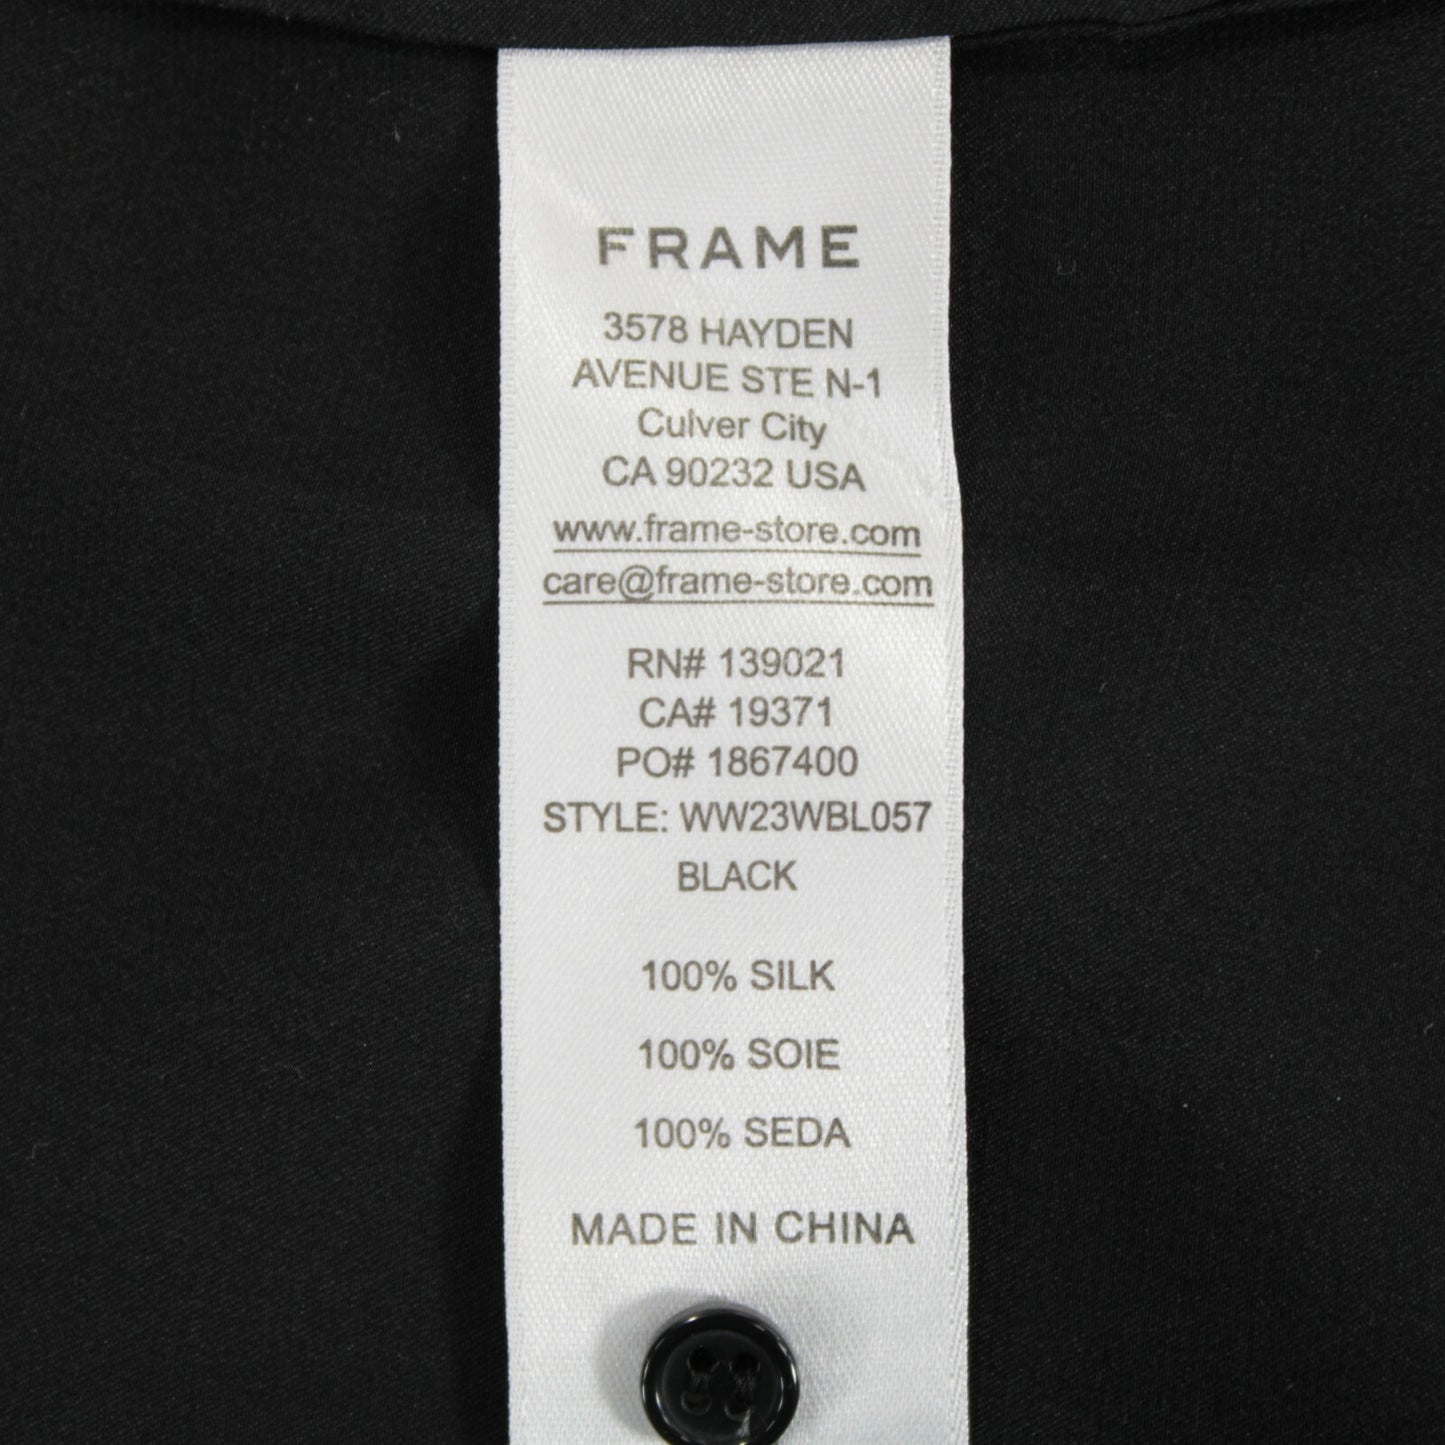 FRAME
3578 HAYDEN
AVENUE STE N-1
Culver City
CA 90232 USA
www.frame-store.com
care@frame-store.com
RN# 139021
CA# 19371
PO# 1867400
STYLE: WW23WBL057
BLACK
100% SILK
100% SOIE
100% SEDA
MADE IN CHINA